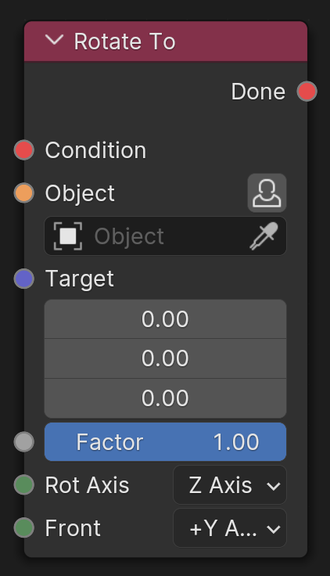 Rotate To
Done
Condition
Object
Object
Target
0.00
0.00
0.00
Factor 1.00
Rot Axis Z Axis
Front +Y A...